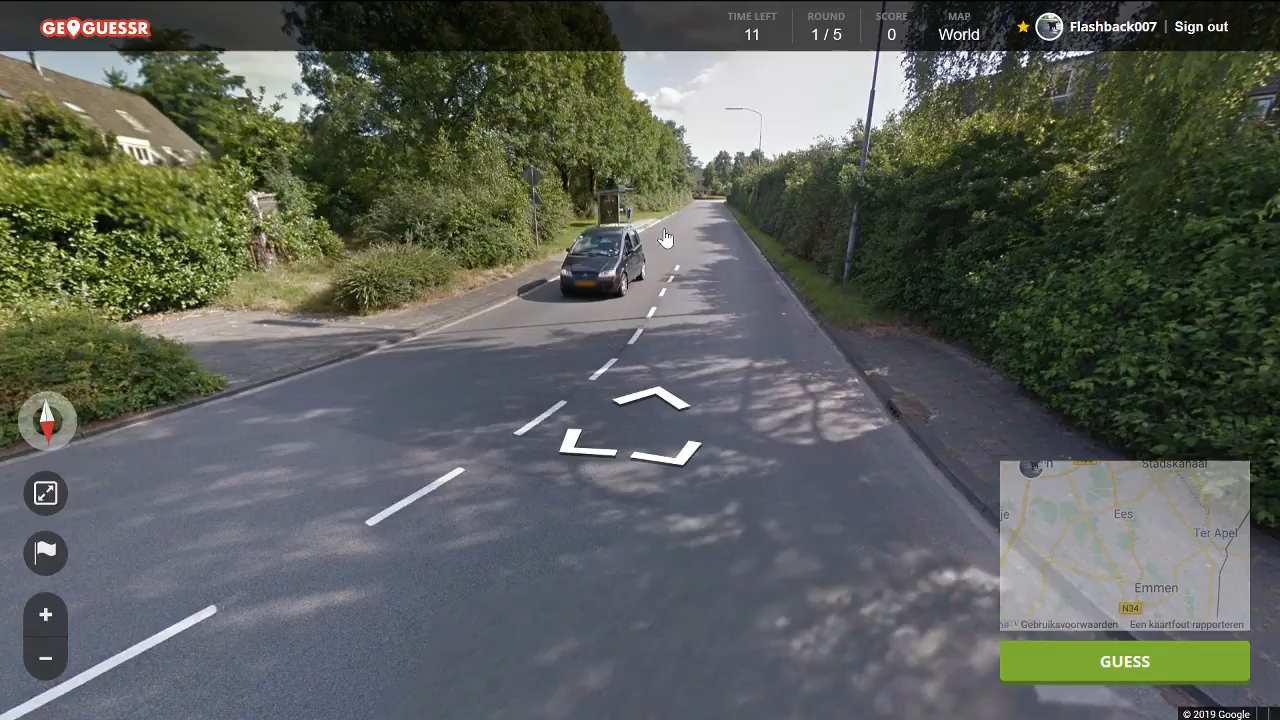 GEOGUESSR
TIME LEFT
11
ROUND
1 / 5
SCORE
0
MAP
World
Flashback007 | Sign out
Stadskanaal
Ees
Ter Apel
Emmen
N34
Gebruiksvoorwaarden
Een kaartfout rapporteren
GUESS
© 2019 Google